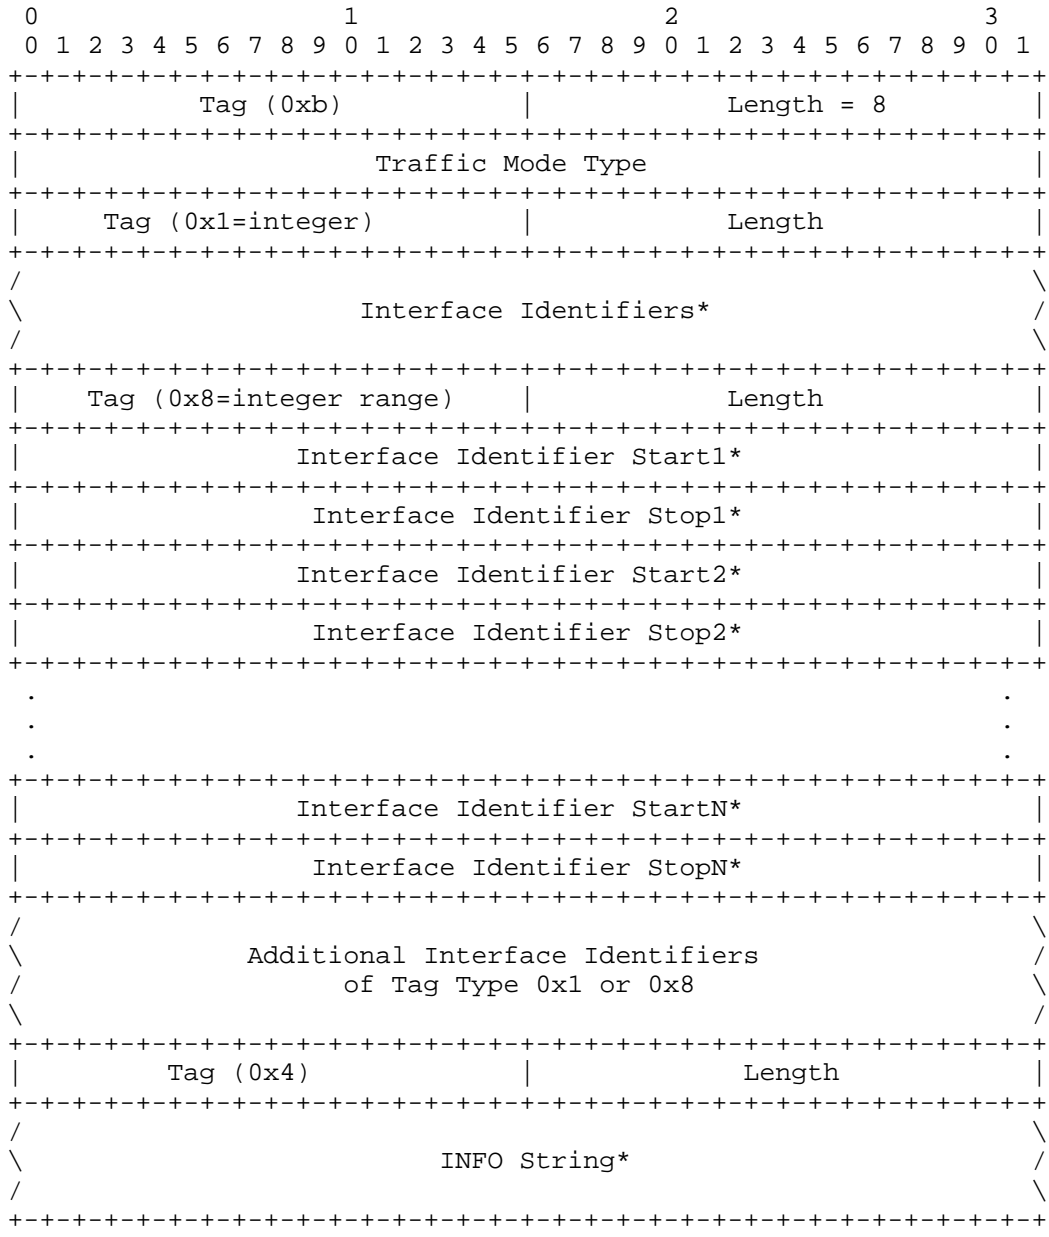 0                   1                   2                   3
 0 1 2 3 4 5 6 7 8 9 0 1 2 3 4 5 6 7 8 9 0 1 2 3 4 5 6 7 8 9 0 1
+-+-+-+-+-+-+-+-+-+-+-+-+-+-+-+-+-+-+-+-+-+-+-+-+-+-+-+-+-+-+-+-+
|           Tag (0xb)           |            Length = 8         |
+-+-+-+-+-+-+-+-+-+-+-+-+-+-+-+-+-+-+-+-+-+-+-+-+-+-+-+-+-+-+-+-+
|                      Traffic Mode Type                        |
+-+-+-+-+-+-+-+-+-+-+-+-+-+-+-+-+-+-+-+-+-+-+-+-+-+-+-+-+-+-+-+-+
|     Tag (0x1=integer)         |            Length             |
+-+-+-+-+-+-+-+-+-+-+-+-+-+-+-+-+-+-+-+-+-+-+-+-+-+-+-+-+-+-+-+-+
/                                                               \
\                     Interface Identifiers*                    /
/                                                               \
+-+-+-+-+-+-+-+-+-+-+-+-+-+-+-+-+-+-+-+-+-+-+-+-+-+-+-+-+-+-+-+-+
|    Tag (0x8=integer range)    |            Length             |
+-+-+-+-+-+-+-+-+-+-+-+-+-+-+-+-+-+-+-+-+-+-+-+-+-+-+-+-+-+-+-+-+
|                 Interface Identifier Start1*                  |
+-+-+-+-+-+-+-+-+-+-+-+-+-+-+-+-+-+-+-+-+-+-+-+-+-+-+-+-+-+-+-+-+
|                  Interface Identifier Stop1*                  |
+-+-+-+-+-+-+-+-+-+-+-+-+-+-+-+-+-+-+-+-+-+-+-+-+-+-+-+-+-+-+-+-+
|                 Interface Identifier Start2*                  |
+-+-+-+-+-+-+-+-+-+-+-+-+-+-+-+-+-+-+-+-+-+-+-+-+-+-+-+-+-+-+-+-+
|                  Interface Identifier Stop2*                  |
+-+-+-+-+-+-+-+-+-+-+-+-+-+-+-+-+-+-+-+-+-+-+-+-+-+-+-+-+-+-+-+-+
 .                                                             .
 .                                                             .
 .                                                             .
+-+-+-+-+-+-+-+-+-+-+-+-+-+-+-+-+-+-+-+-+-+-+-+-+-+-+-+-+-+-+-+-+
|                 Interface Identifier StartN*                  |
+-+-+-+-+-+-+-+-+-+-+-+-+-+-+-+-+-+-+-+-+-+-+-+-+-+-+-+-+-+-+-+-+
|                  Interface Identifier StopN*                  |
+-+-+-+-+-+-+-+-+-+-+-+-+-+-+-+-+-+-+-+-+-+-+-+-+-+-+-+-+-+-+-+-+
/                                                               \
\              Additional Interface Identifiers                 /
/                    of Tag Type 0x1 or 0x8                     \
\                                                               /
+-+-+-+-+-+-+-+-+-+-+-+-+-+-+-+-+-+-+-+-+-+-+-+-+-+-+-+-+-+-+-+-+
|         Tag (0x4)             |             Length            |
+-+-+-+-+-+-+-+-+-+-+-+-+-+-+-+-+-+-+-+-+-+-+-+-+-+-+-+-+-+-+-+-+
/                                                               \
\                          INFO String*                         /
/                                                               \
+-+-+-+-+-+-+-+-+-+-+-+-+-+-+-+-+-+-+-+-+-+-+-+-+-+-+-+-+-+-+-+-+